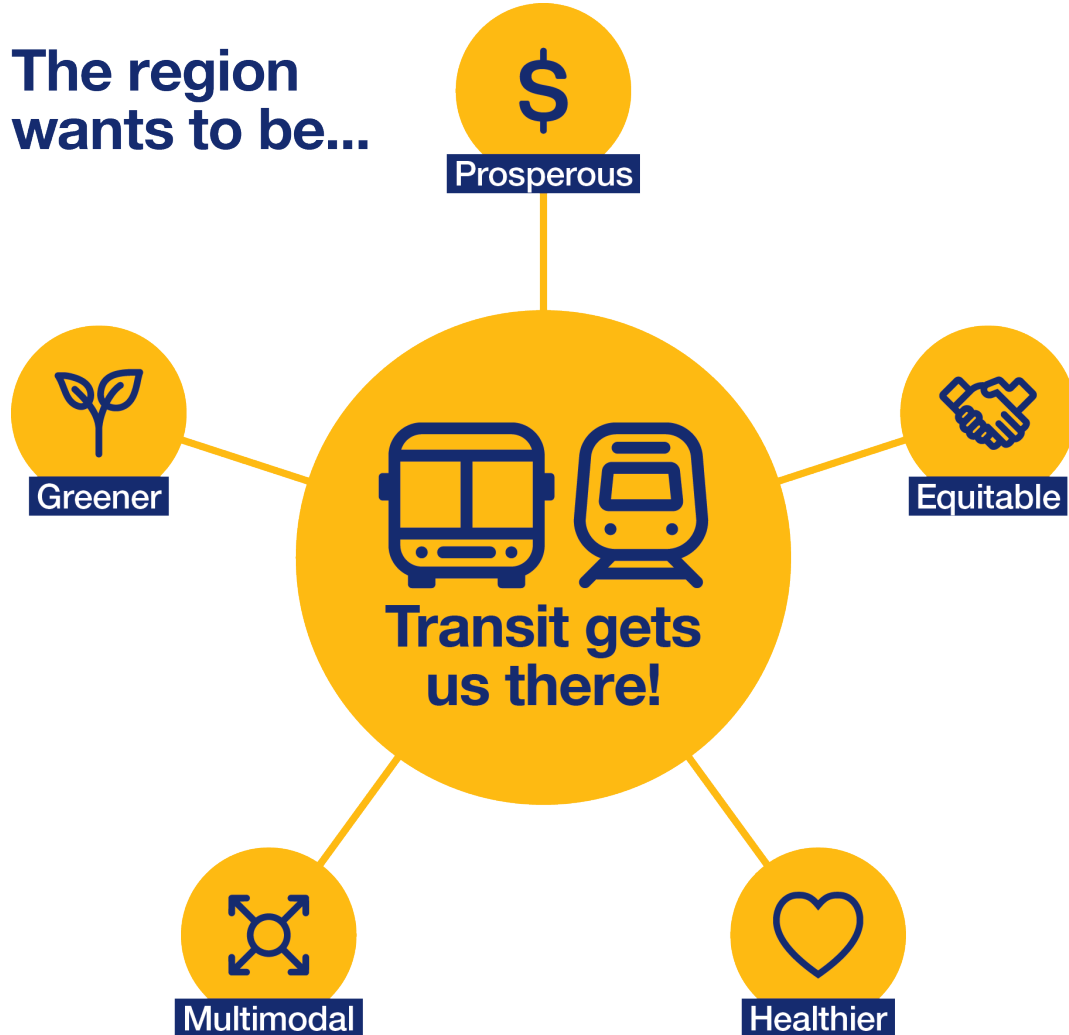 The region
wants to be...
$
Prosperous
Greener
Equitable
Transit gets
us there!
Multimodal
Healthier